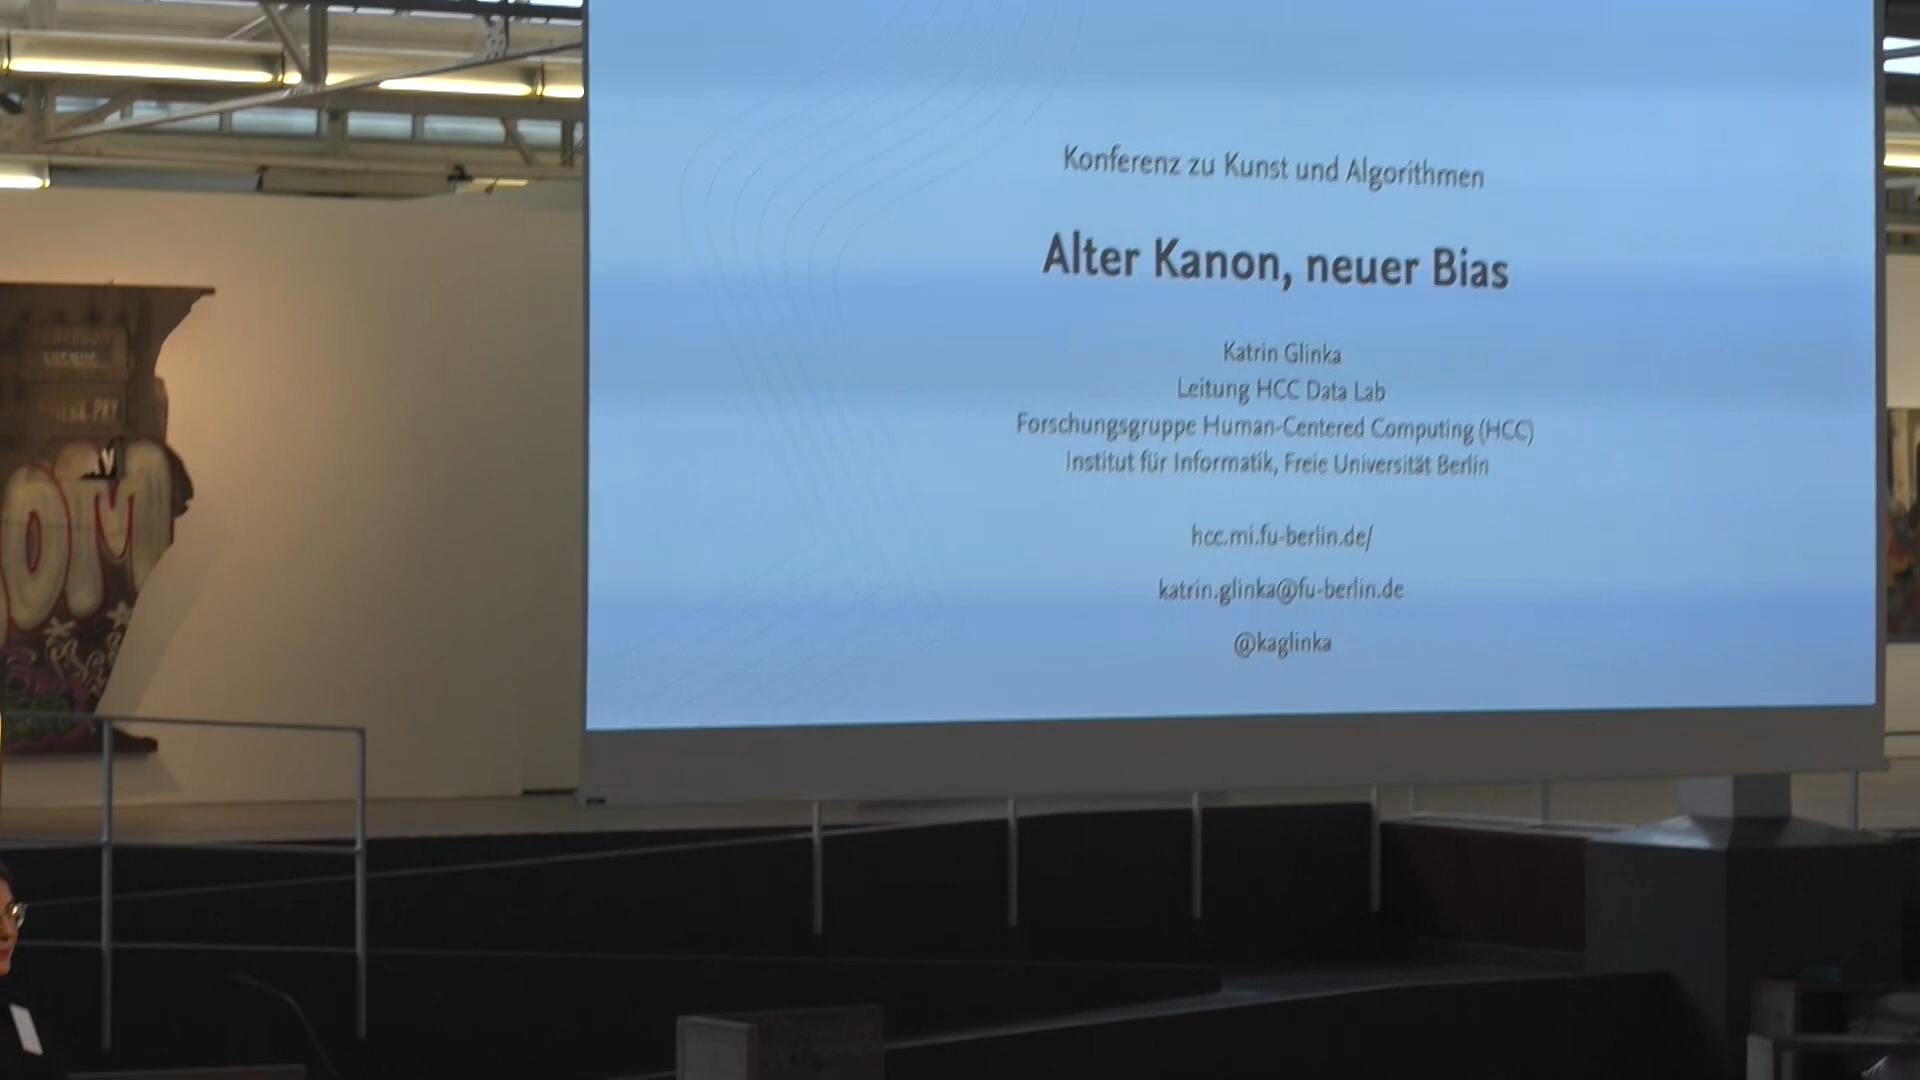 Konferenz zu Kunst und Algorithmen
Alter Kanon, neuer Bias
Katrin Glinka
Leitung HCC Data Lab
Forschungsgruppe Human-Centered Computing (HCC)
Institut für Informatik, Freie Universität Berlin
hcc.mi.fu-berlin.de/
katrin.glinka@fu-berlin.de
@kaglinka